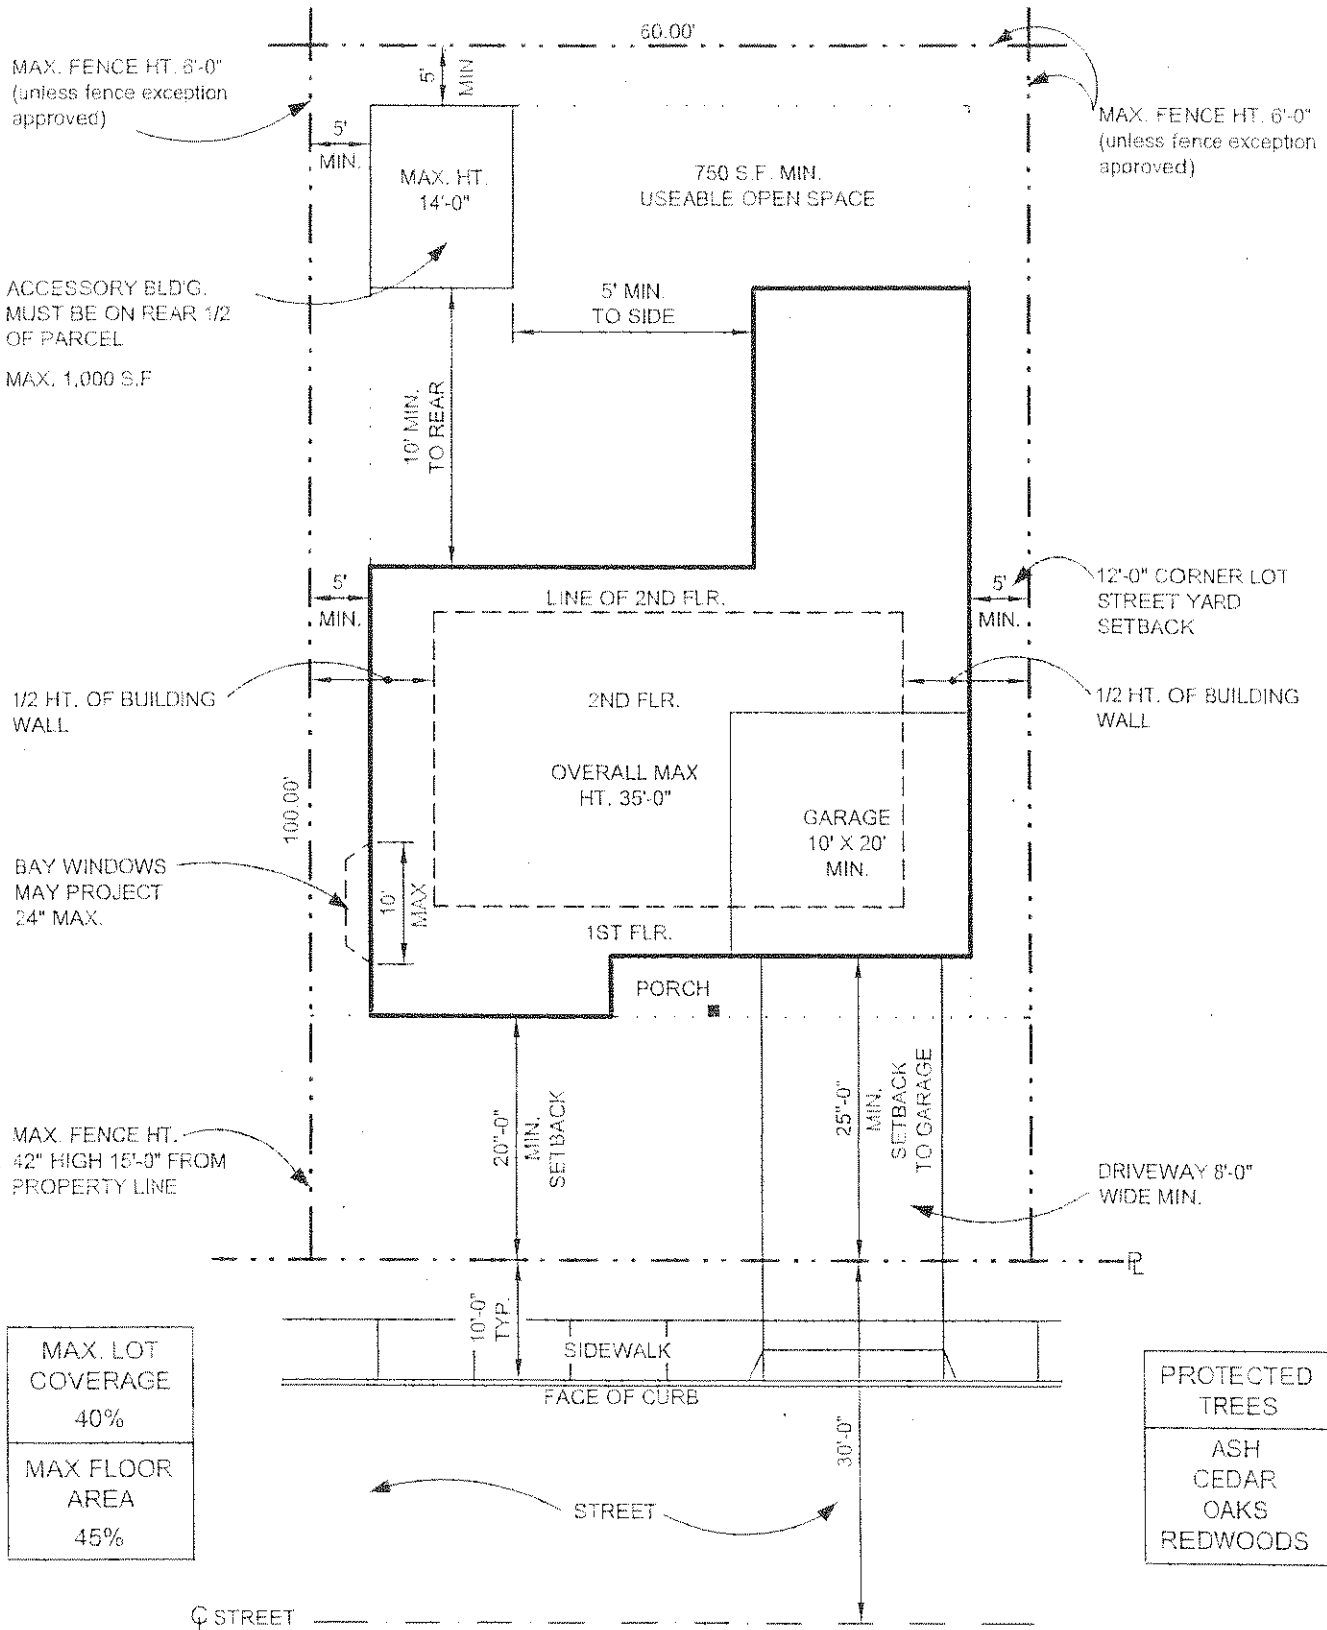 60.00'
MAX. FENCE HT. 6'-0"
(unless fence exception
approved)
5'
MIN
MAX. FENCE HT. 6'-0"
(unless fence exception
approved)
5'
MIN.
MAX. HT.
14'-0"
750 S.F. MIN.
USEABLE OPEN SPACE
ACCESSORY BLD'G.
MUST BE ON REAR 1/2
OF PARCEL
MAX. 1,000 S.F
5' MIN.
TO SIDE
10' MIN.
TO REAR
5'
MIN.
LINE OF 2ND FLR.
5'
MIN.
12'-0" CORNER LOT
STREET YARD
SETBACK
1/2 HT. OF BUILDING
WALL
2ND FLR.
1/2 HT. OF BUILDING
WALL
OVERALL MAX
HT. 35'-0"
100.00'
GARAGE
10' X 20'
MIN.
BAY WINDOWS
MAY PROJECT
24" MAX.
10'
MAX
1ST FLR.
PORCH
20"-0"
MIN.
SETBACK
25"-0"
MIN.
SETBACK
TO GARAGE
MAX. FENCE HT.
42" HIGH 15'-0" FROM
PROPERTY LINE
DRIVEWAY 8'-0"
WIDE MIN.
PL
10'-0"
TYP.
SIDEWALK
FACE OF CURB
MAX. LOT
COVERAGE
40%
MAX FLOOR
AREA
45%
30'-0"
STREET
PROTECTED
TREES
ASH
CEDAR
OAKS
REDWOODS
CL STREET